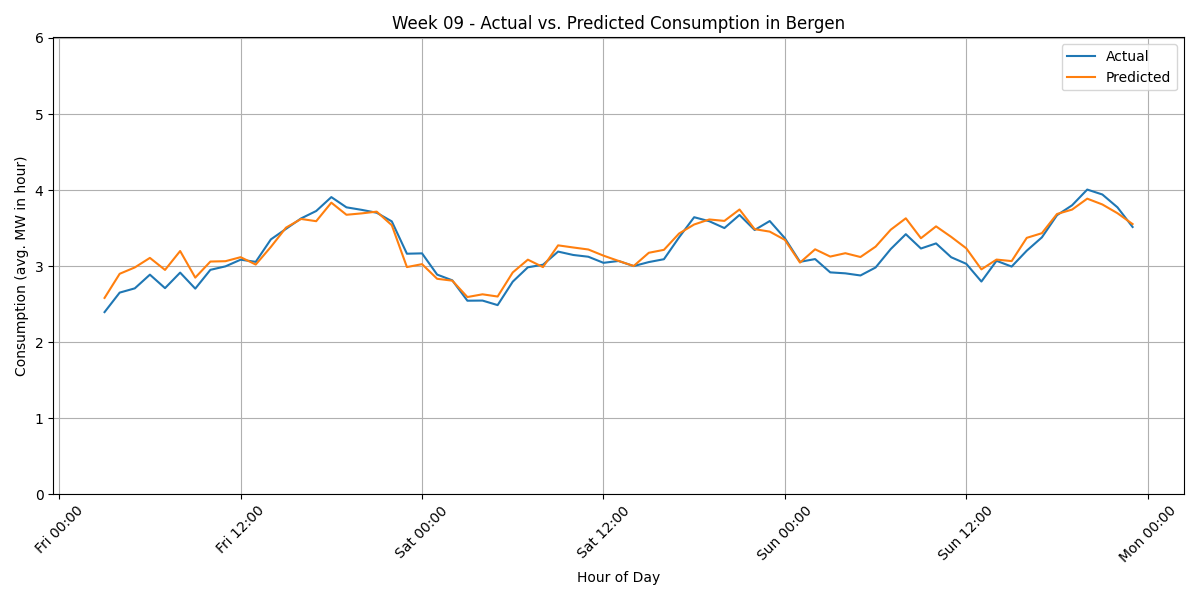 Week 09 - Actual vs. Predicted Consumption in Bergen
Actual
Predicted
Consumption (avg. MW in hour)
6
5
4
3
2
1
0
Fri 00:00
Fri 12:00
Sat 00:00
Sat 12:00
Sun 00:00
Sun 12:00
Mon 00:00
Hour of Day